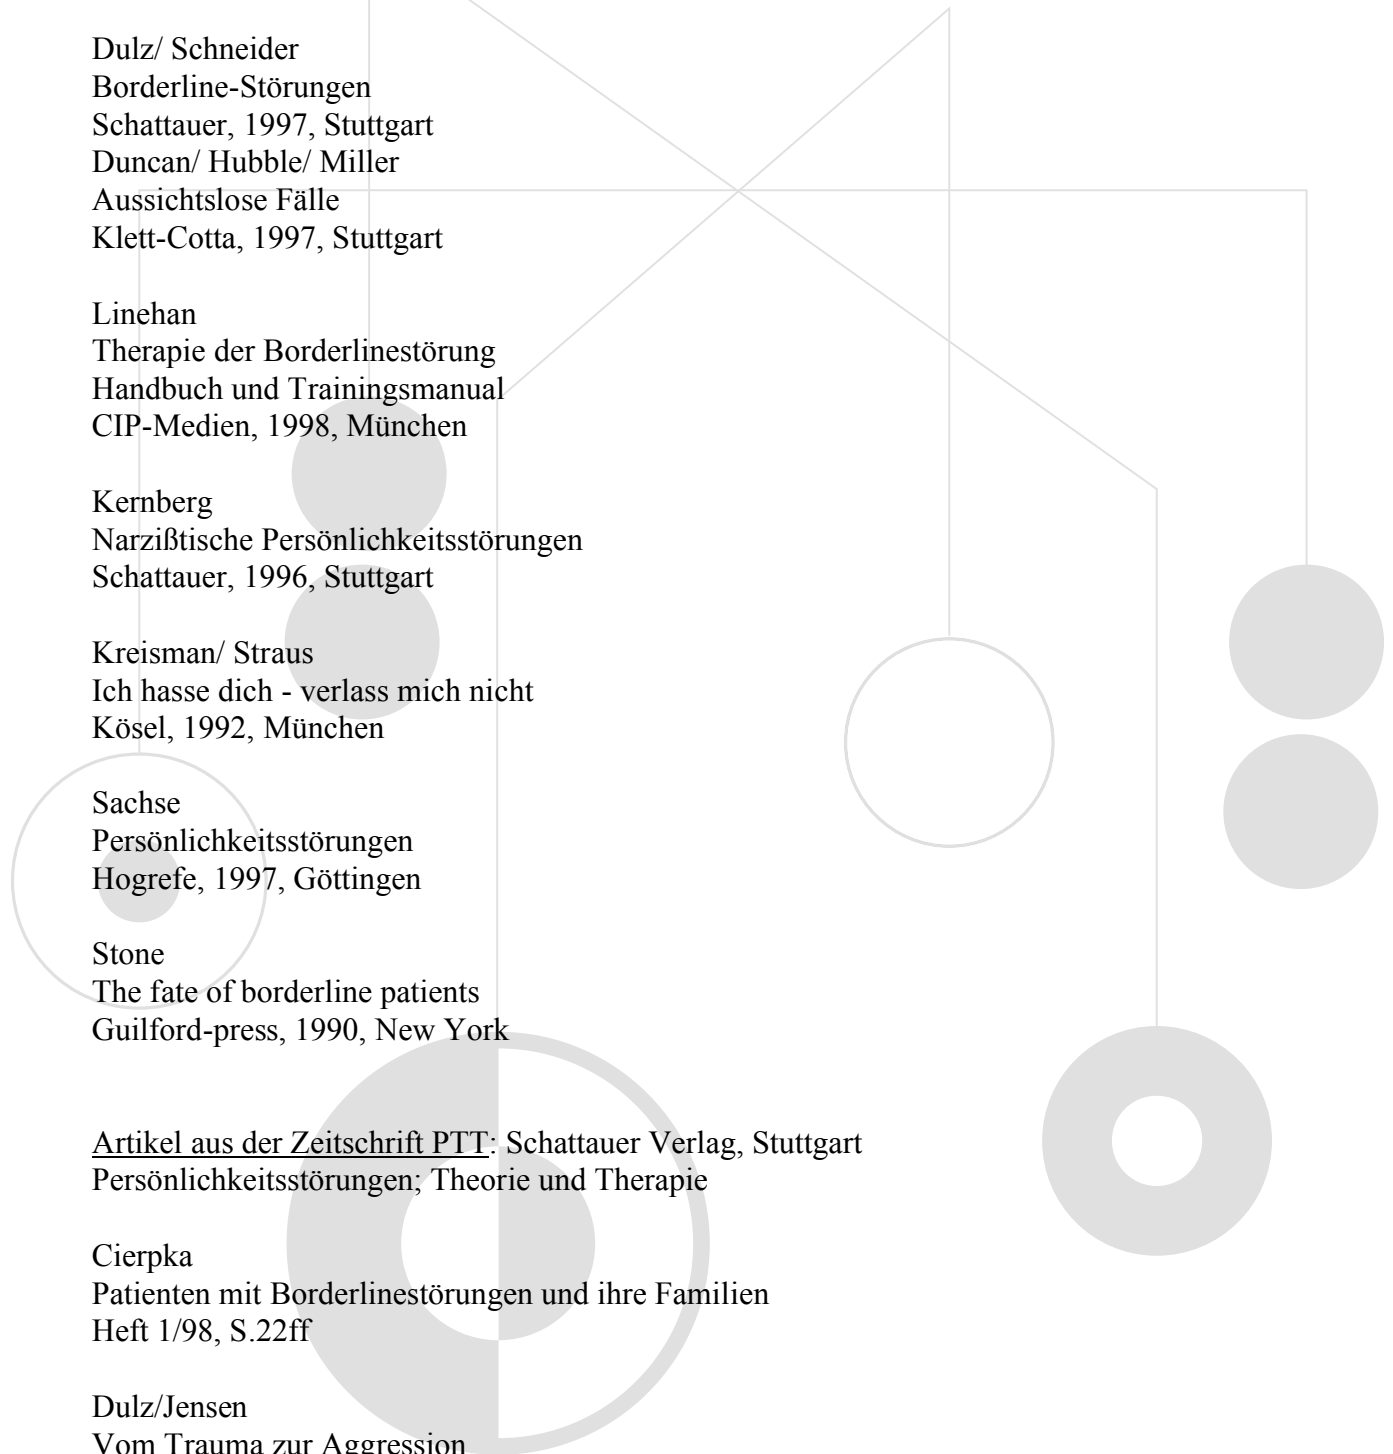 Dulz/ Schneider
Borderline-Störungen
Schattauer, 1997, Stuttgart
Duncan/ Hubble/ Miller
Aussichtslose Fälle
Klett-Cotta, 1997, Stuttgart
Linehan
Therapie der Borderlinestörung
Handbuch und Trainingsmanual
CIP-Medien, 1998, München
Kernberg
Narzißtische Persönlichkeitsstörungen
Schattauer, 1996, Stuttgart
Kreisman/ Straus
Ich hasse dich - verlass mich nicht
Kösel, 1992, München
Sachse
Persönlichkeitsstörungen
Hogrefe, 1997, Göttingen
Stone
The fate of borderline patients
Guilford-press, 1990, New York
Artikel aus der Zeitschrift PTT: Schattauer Verlag, Stuttgart
Persönlichkeitsstörungen; Theorie und Therapie
Cierpka
Patienten mit Borderlinestörungen und ihre Familien
Heft 1/98, S.22ff
Dulz/Jensen
Vom Trauma zur Aggression